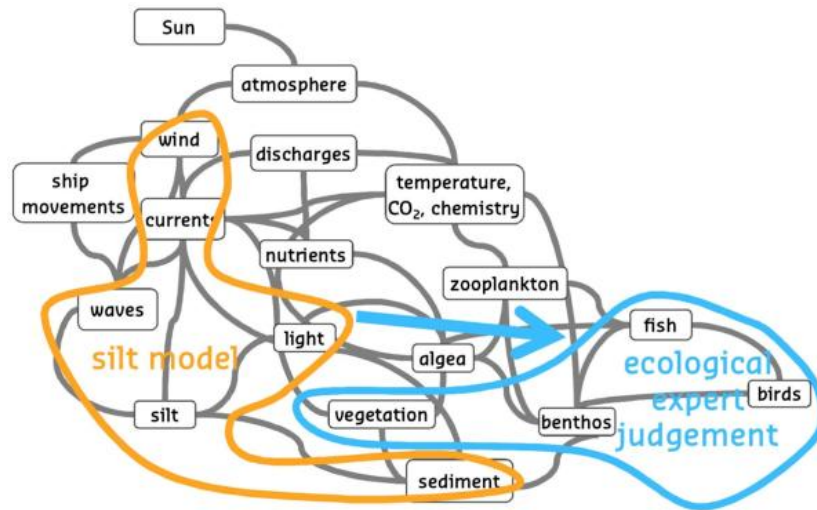 Sun
atmosphere
wind
discharges
ship
movements
temperature,
CO₂, chemistry
currents
nutrients
zooplankton
waves
light
fish
silt model
algea
ecological
expert
judgement
birds
silt
vegetation
benthos
sediment